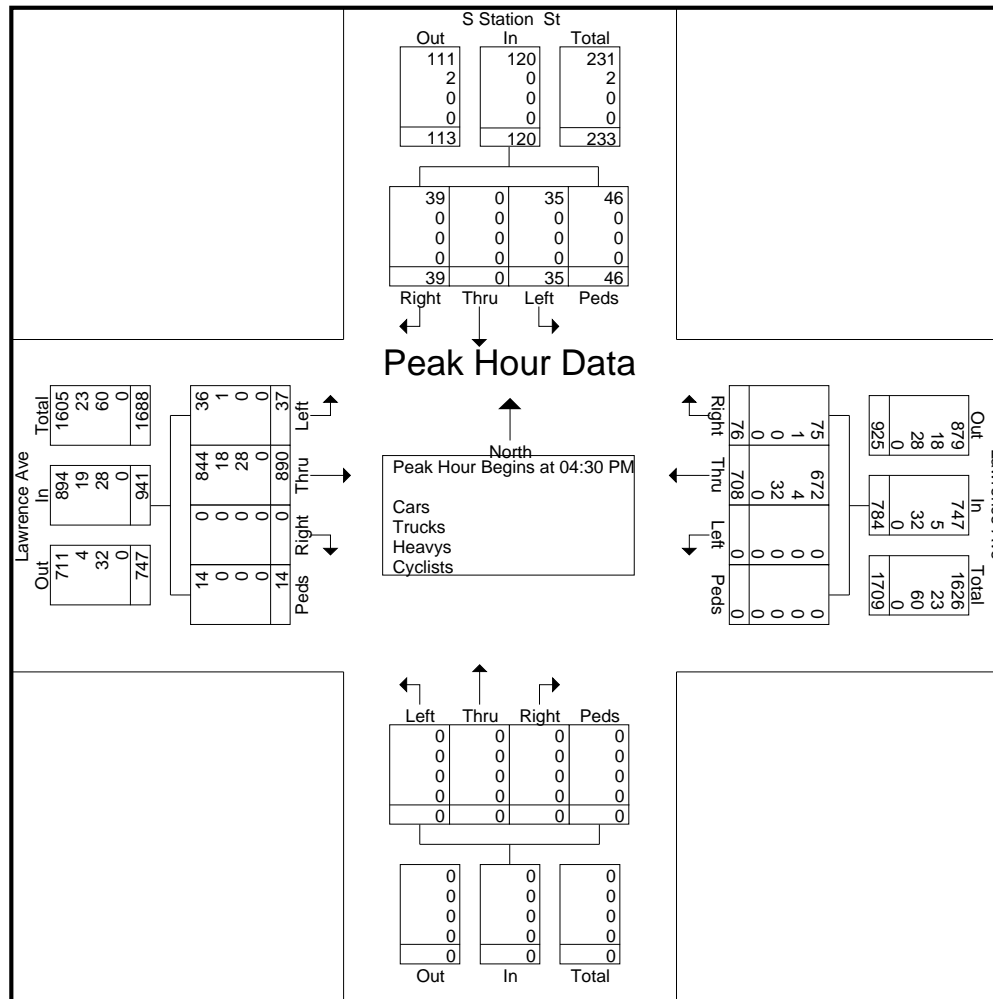 S Station St
Out In Total
111 120 231
2 0 2
0 0 0
0 0 0
113 120 233
39 0 35 46
0 0 0 0
0 0 0 0
0 0 0 0
39 0 35 46
Right Thru Left Peds
Peak Hour Data
Lawrence Ave
Total In Out
1605 894 711
23 19 4
60 28 32
0 0 0
1688 941 747
36 844 0 14
1 18 0 0
0 28 0 0
0 0 0 0
37 890 0 14
Left Thru Right Peds
North
Peak Hour Begins at 04:30 PM
Cars
Trucks
Heavys
Cyclists
Right Thru Left Peds
76 708 0 0
0 0 0 0
0 32 0 0
1 4 0 0
75 672 0 0
Out In Total
925 784 1709
0 0 0
28 32 60
18 5 23
879 747 1626
Left Thru Right Peds
0 0 0 0
0 0 0 0
0 0 0 0
0 0 0 0
0 0 0 0
0 0 0
0 0 0
0 0 0
0 0 0
0 0 0
Out In Total